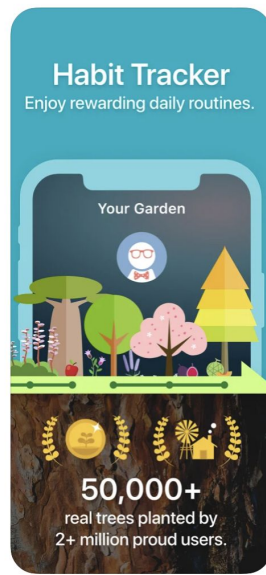 Habit Tracker
Enjoy rewarding daily routines.
Your Garden
50,000+
real trees planted by
2+ million proud users.